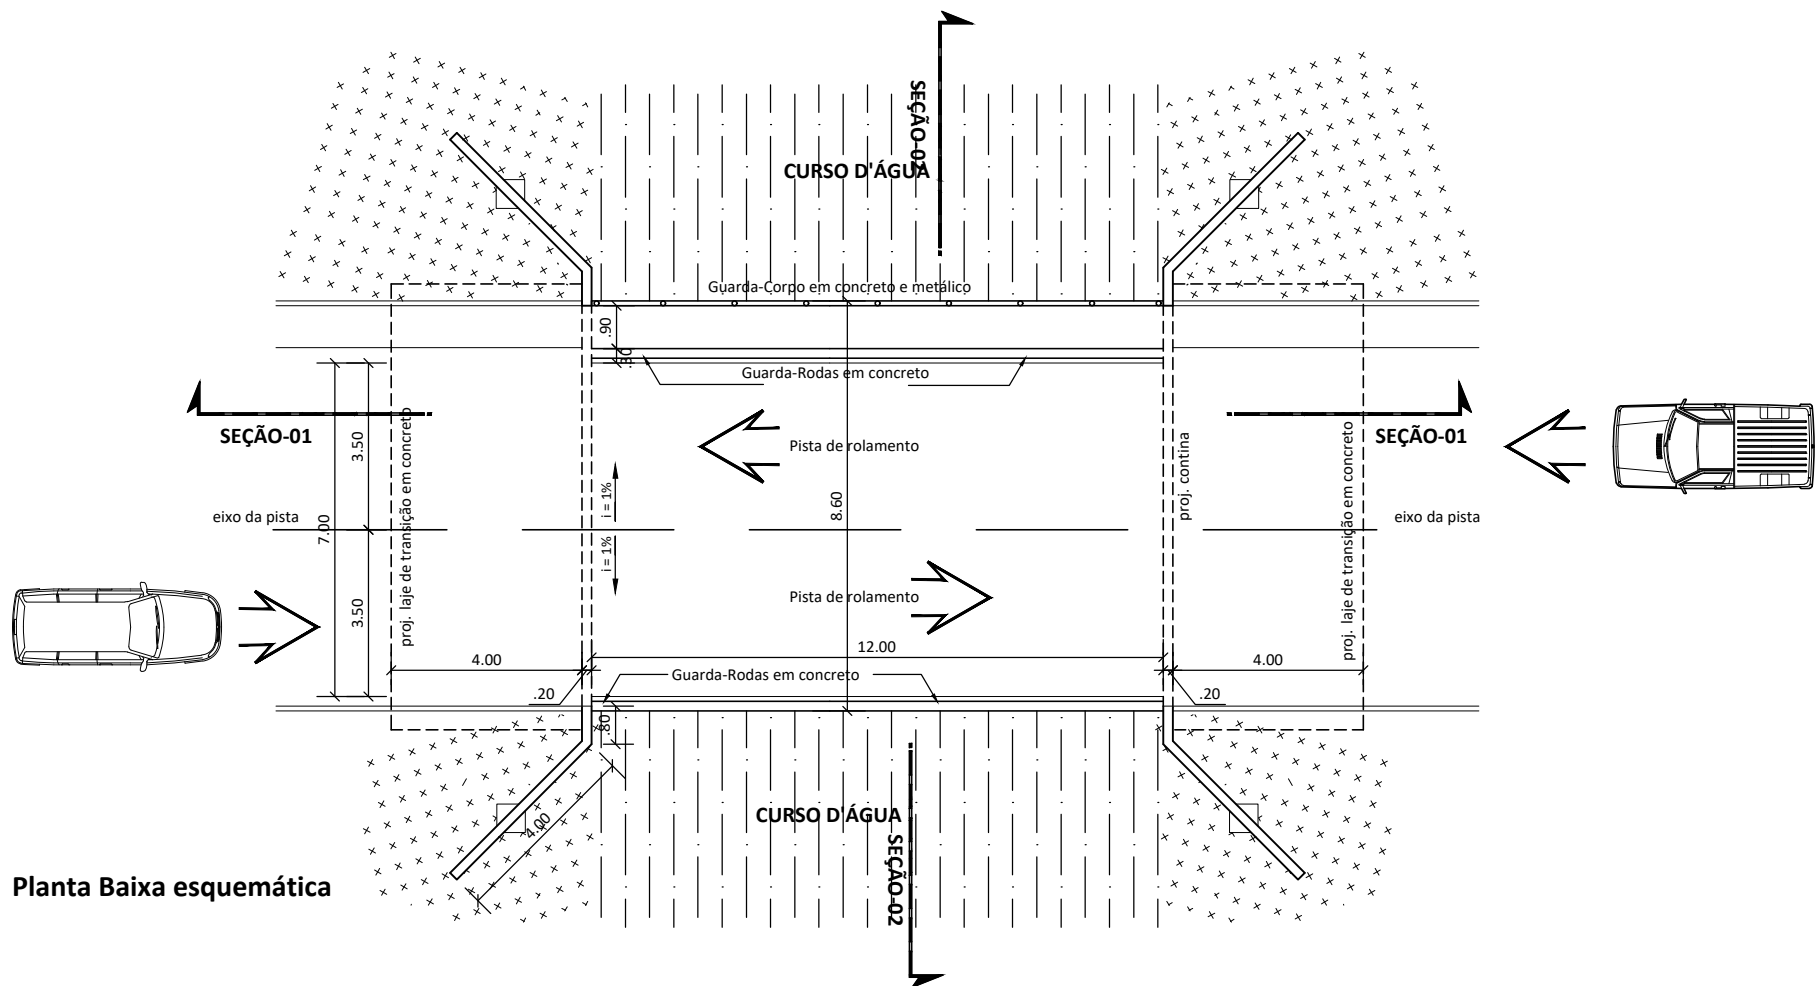 SEÇÃO-02
CURSO D'ÁGUA
Guarda-Corpo em concreto e metálico
.90
.30
Guarda-Rodas em concreto
SEÇÃO-01
SEÇÃO-01
3.50
Pista de rolamento
proj. contina
i = 1%
8.60
eixo da pista
eixo da pista
7.00
proj. laje de transição em concreto
proj. laje de transição em concreto
i = 1%
3.50
Pista de rolamento
12.00
4.00
4.00
Guarda-Rodas em concreto
.20
.20
.80
4.00
CURSO D'ÁGUA
SEÇÃO-02
Planta Baixa esquemática